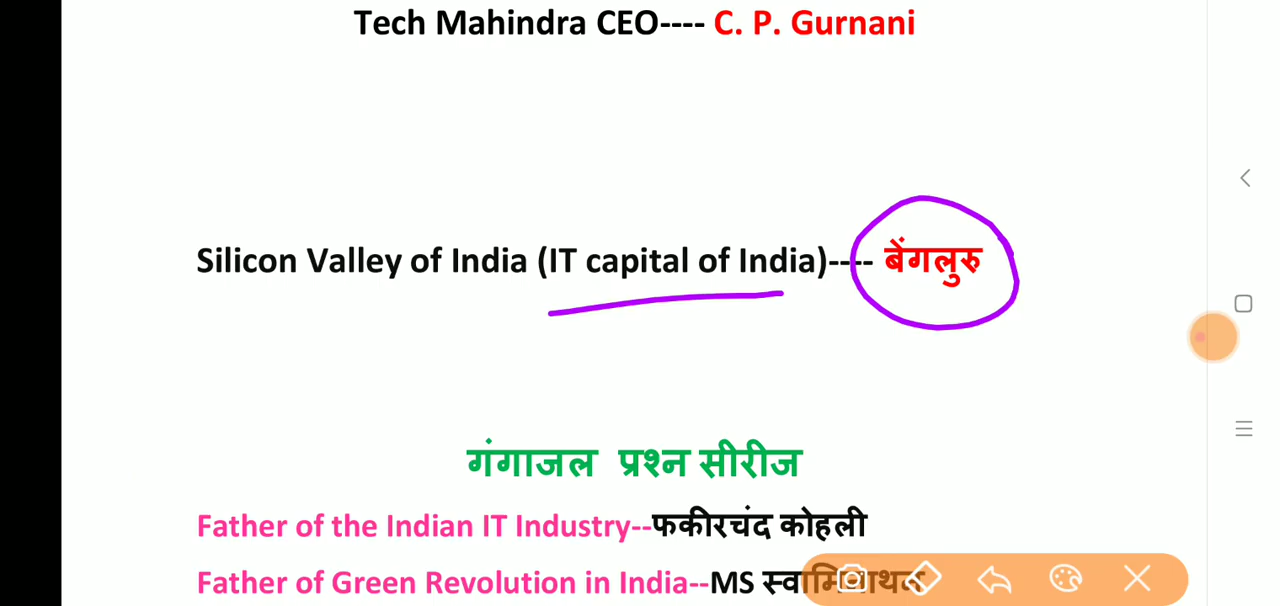 Tech Mahindra CEO---- C. P. Gurnani
Silicon Valley of India (IT capital of India)---- बेंगलुरु
गंगाजल प्रश्न सीरीज
Father of the Indian IT Industry--फकीरचंद कोहली
Father of Green Revolution in India--MS स्वामिनाथन